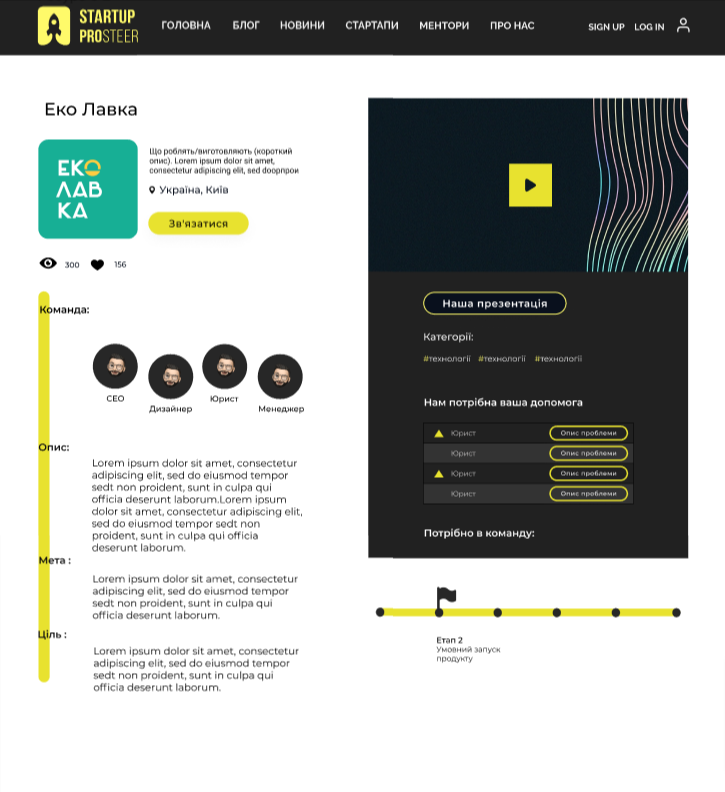 STARTUP
PROSTEER
ГОЛОВНА БЛОГ НОВИНИ СТАРТАПИ МЕНТОРИ ПРО НАС
SIGN UP LOG IN
Еко Лавка
ЕКО
ЛАВ
КА
Що роблять/виготовляють (короткий
опис). Lorem ipsum dolor sit amet,
consectetur adipiscing elit, sed doopnpои
Україна, Київ
Зв'язатися
300 156
Команда:
CEO
Дизайнер
Юрист
Менеджер
Опис:
Lorem ipsum dolor sit amet, consectetur
adipiscing elit, sed do eiusmod tempor
sedt non proident, sunt in culpa qui
officia deserunt laborum.Lorem ipsum
dolor sit amet, consectetur adipiscing elit,
sed do eiusmod tempor sedt non
proident, sunt in culpa qui officia
deserunt laborum.
Мета :
Lorem ipsum dolor sit amet, consectetur
adipiscing elit, sed do eiusmod tempor
sedt non proident, sunt in culpa qui
officia deserunt laborum.
Ціль :
Lorem ipsum dolor sit amet, consectetur
adipiscing elit, sed do eiusmod tempor
sedt non proident, sunt in culpa qui
officia deserunt laborum.
Наша презентація
Категорії:
#технології #технології #технології
Нам потрібна ваша допомога
Юрист Опис проблеми
Юрист Опис проблеми
Юрист Опис проблеми
Юрист Опис проблеми
Потрібно в команду:
Етап 2
Умовний запуск
продукту